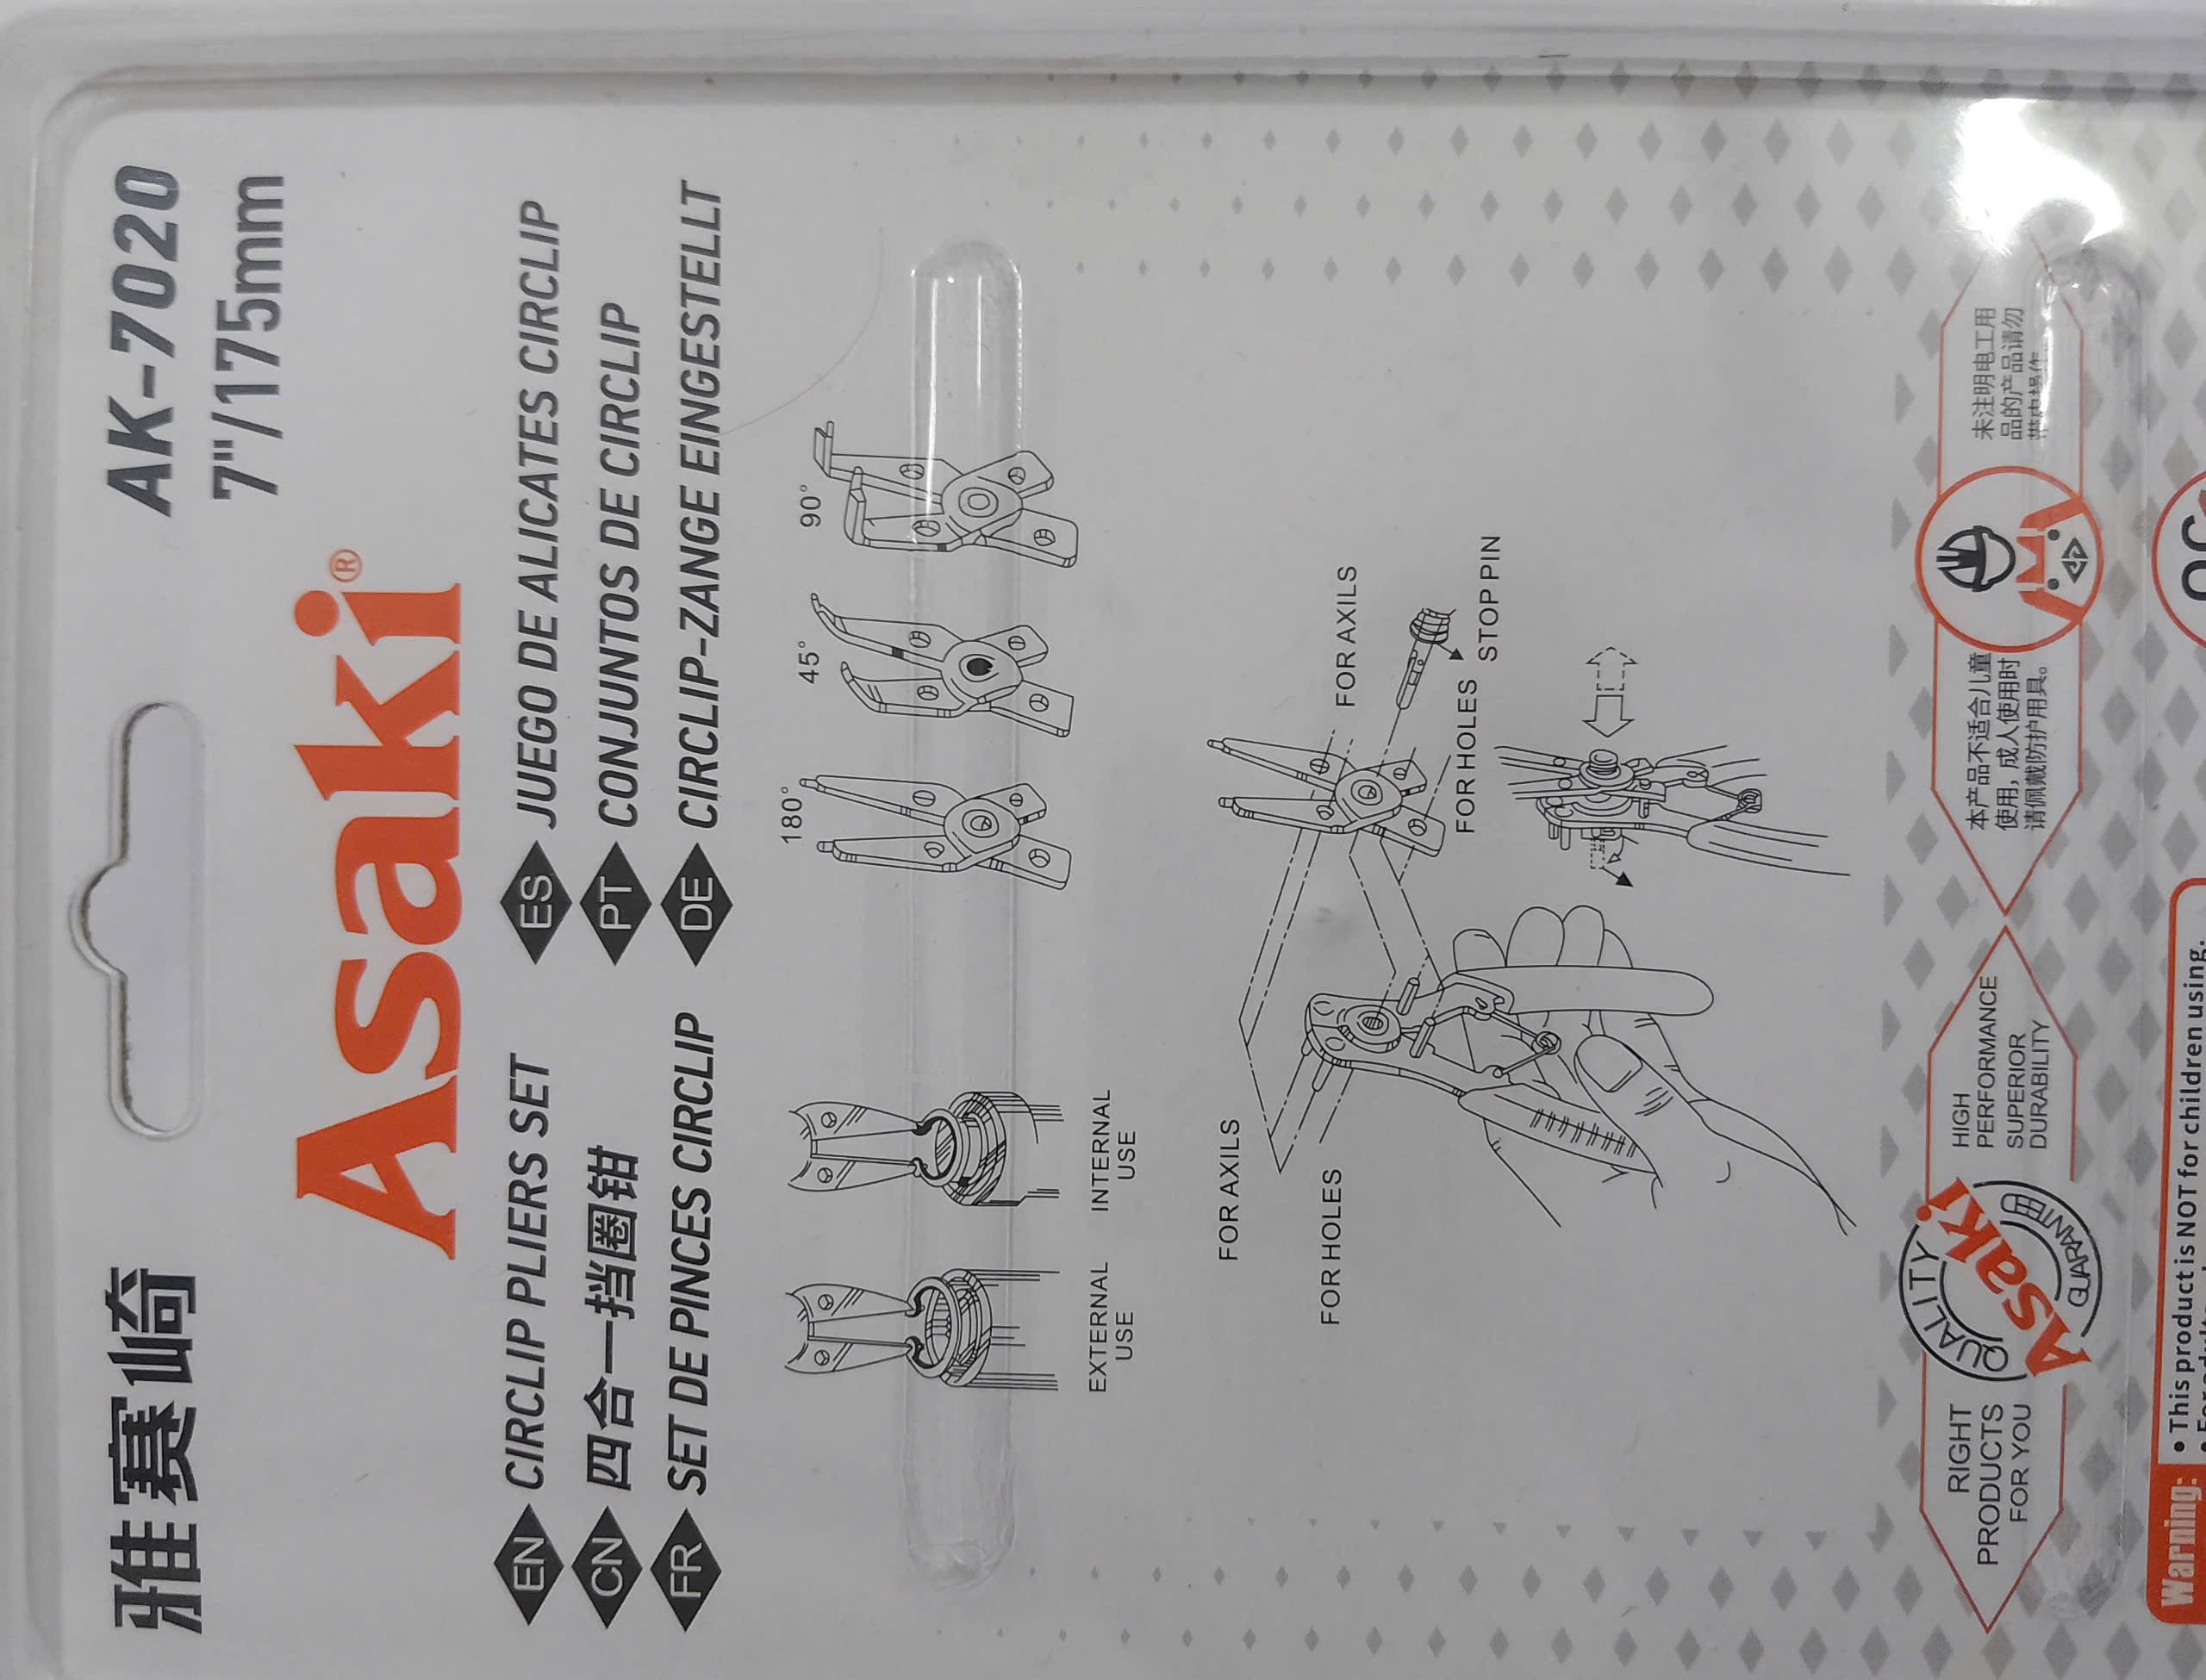 雅赛崎
AK-7020
7"/175mm
Asaki®
EN CIRCLIP PLIERS SET
ES JUEGO DE ALICATES CIRCLIP
CN 四合一挡圈钳
PT CONJUNTOS DE CIRCLIP
FR SET DE PINCES CIRCLIP
DE CIRCLIP-ZANGE EINGESTELLT
EXTERNAL
USE
INTERNAL
USE
180°
45°
90°
FOR AXILS
FOR HOLES
FOR AXILS
FOR HOLES
STOP PIN
RIGHT
PRODUCTS
FOR YOU
QUALITY
Asaki
GUARANTEE
HIGH
PERFORMANCE
SUPERIOR
DURABILITY
本产品不适合儿童
使用，成人使用时
请佩戴防护用具。
未注明电工用
品的产品请勿
Warning:
• This product is NOT for children using.